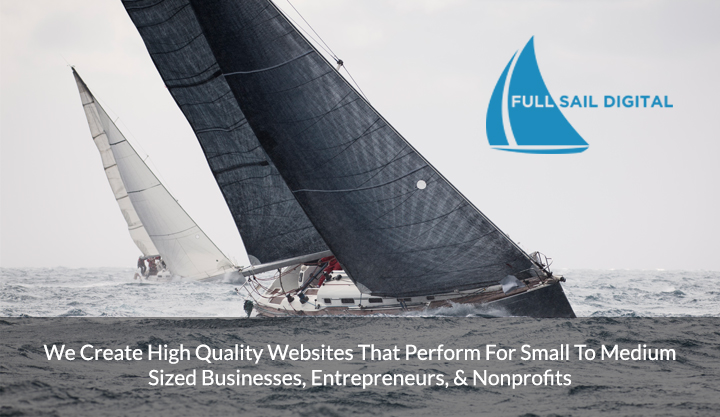 FULL SAIL DIGITAL
We Create High Quality Websites That Perform For Small To Medium
Sized Businesses, Entrepreneurs, & Nonprofits